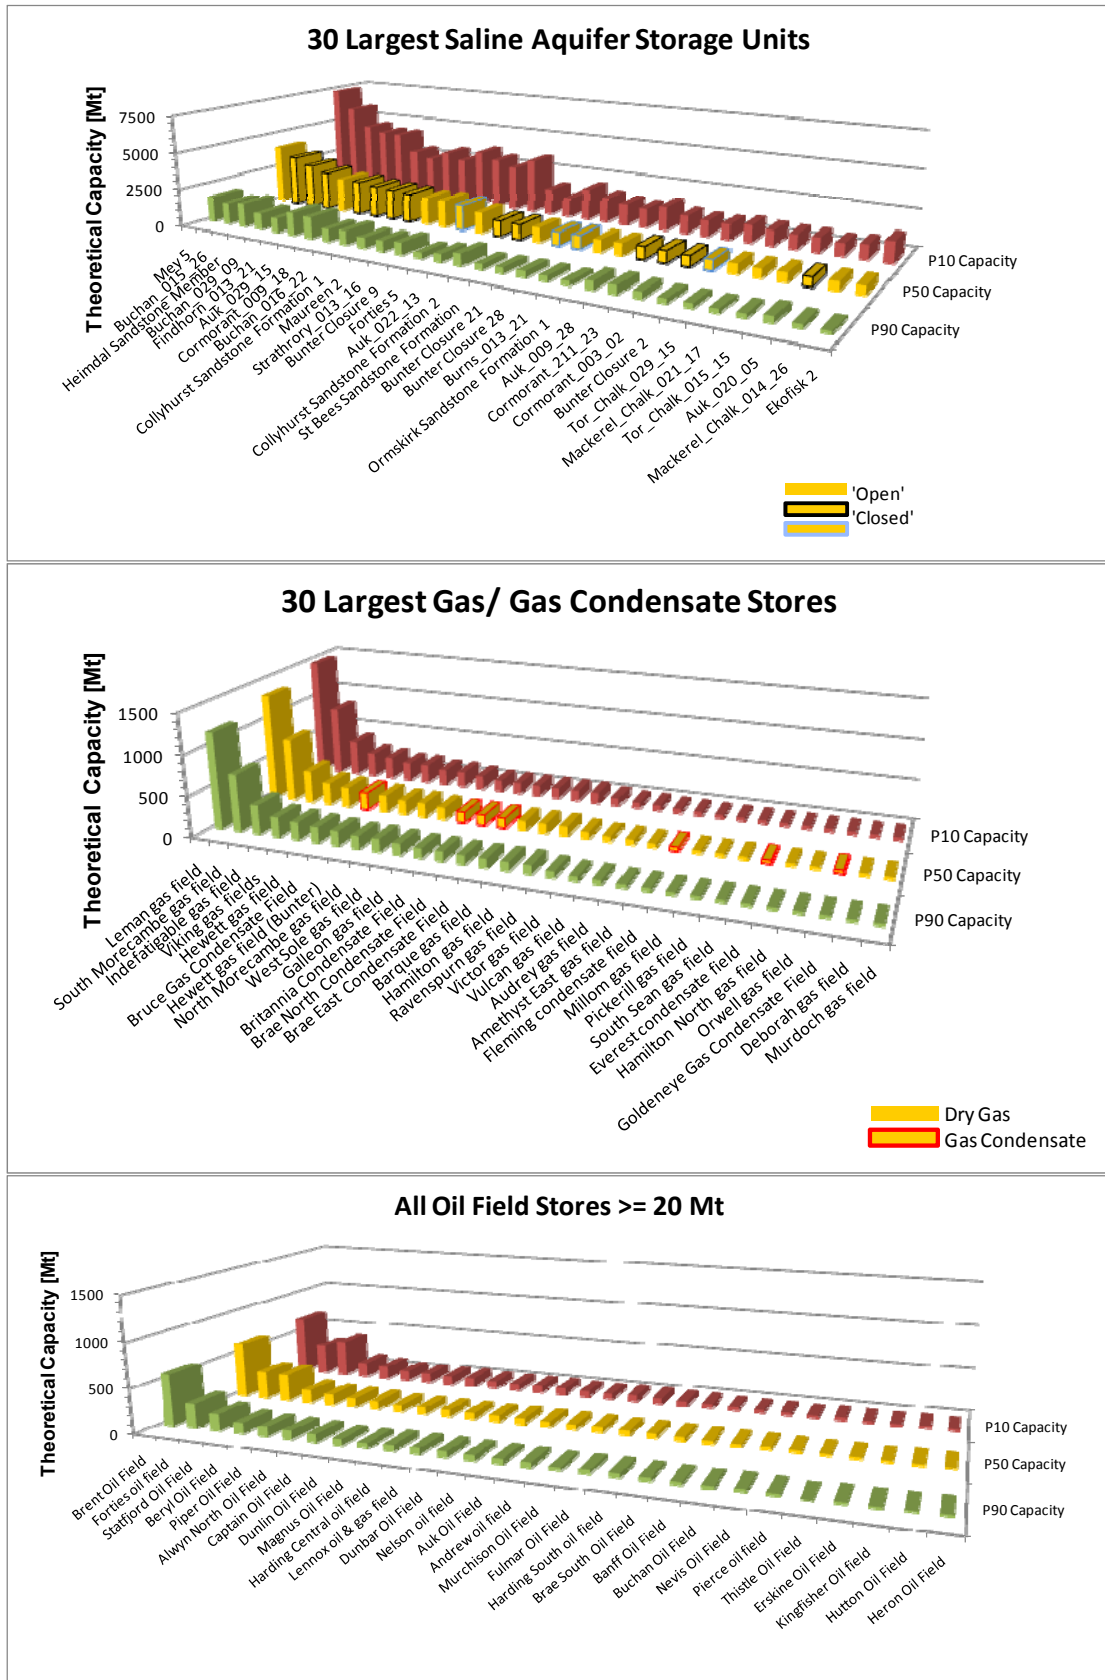 30 Largest Saline Aquifer Storage Units
Theoretical Capacity [Mt]
7500
5000
2500
0
Mey 5
Buchan_015_26
Heimdal Sandstone Member
Buchan_029_09
Findhorn_013_21
Auk_029_15
Cormorant_009_18
Buchan_016_22
Collyhurst Sandstone Formation 1
Maureen 2
Strathrory_013_16
Bunter Closure 9
Forties 5
Auk_022_13
Collyhurst Sandstone Formation 2
St Bees Sandstone Formation
Bunter Closure 21
Bunter Closure 28
Burns_013_21
Ormskirk Sandstone Formation 1
Auk_009_28
Cormorant_211_23
Cormorant_003_02
Bunter Closure 2
Tor_Chalk_029_15
Mackerel_Chalk_021_17
Tor_Chalk_015_15
Auk_020_05
Mackerel_Chalk_014_26
Ekofisk 2
P10 Capacity
P50 Capacity
P90 Capacity
'Open'
'Closed'
30 Largest Gas/ Gas Condensate Stores
Theoretical Capacity [Mt]
1500
1000
500
0
Leman gas field
South Morecambe gas field
Indefatigable gas field
Viking gas fields
Hewett gas field
Bruce Gas Condensate Field
Hewett gas field (Bunter)
North Morecambe gas field
West Sole gas field
Galleon gas field
Britannia Condensate Field
Brae North Condensate Field
Brae East Condensate Field
Barque gas field
Hamilton gas field
Ravenspurn gas field
Victor gas field
Vulcan gas field
Audrey gas field
Amethyst East gas field
Fleming condensate field
Millom gas field
Pickerill gas field
South Sean gas field
Everest condensate field
Hamilton North gas field
Orwell gas field
Goldeneye Gas Condensate Field
Deborah gas field
Murdoch gas field
P10 Capacity
P50 Capacity
P90 Capacity
Dry Gas
Gas Condensate
All Oil Field Stores >= 20 Mt
Theoretical Capacity [Mt]
1500
1000
500
0
Brent Oil Field
Forties oil field
Statfjord Oil Field
Beryl Oil Field
Piper Oil Field
Alwyn North Oil Field
Captain Oil Field
Dunlin Oil Field
Magnus Oil Field
Harding Central oil field
Lennox oil & gas field
Dunbar Oil Field
Nelson oil field
Auk Oil Field
Andrew oil field
Murchison Oil Field
Fulmar Oil Field
Harding South oil field
Brae South Oil Field
Banff Oil Field
Buchan Oil Field
Nevis Oil Field
Pierce oil field
Thistle Oil Field
Erskine Oil Field
Kingfisher Oil field
Hutton Oil Field
Heron Oil Field
P10 Capacity
P50 Capacity
P90 Capacity